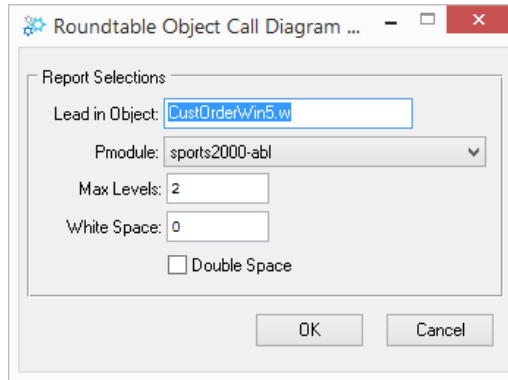 Roundtable Object Call Diagram ...
Report Selections
Lead in Object: CustOrderWin5.w
Pmodule: sports2000-abl
Max Levels: 2
White Space: 0
Double Space
OK Cancel